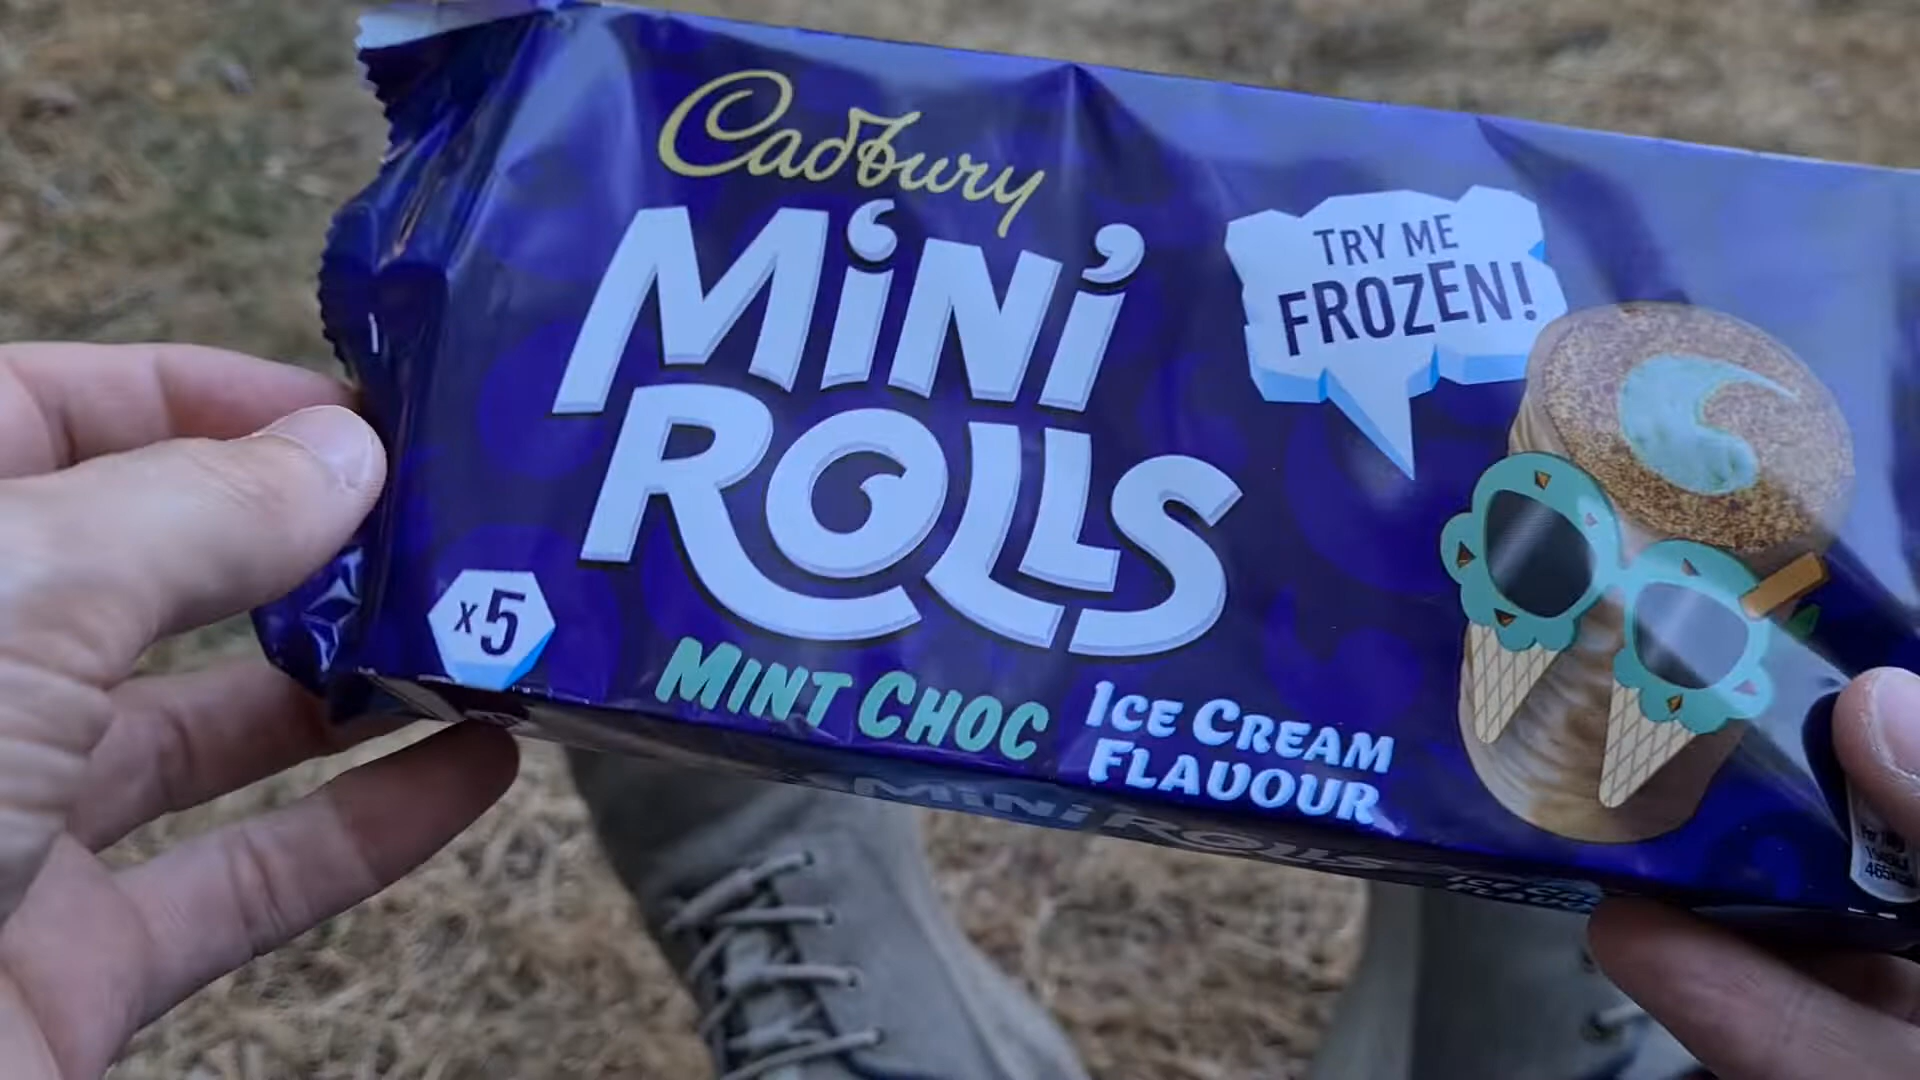 Cadbury
MiNi
ROLLS
TRY ME
FROZEN!
x5
MINT CHOC
ICE CREAM
FLAVOUR
MiNi ROLLS